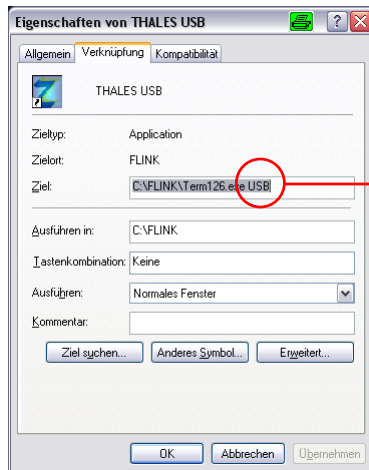 Eigenschaften von THALES USB
Allgemein Verknüpfung Kompatibilität
THALES USB
Zieltyp: Application
Zielort: FLINK
Ziel: C:\FLINK\Term126.exe USB
Ausführen in: C:\FLINK
Tastenkombination: Keine
Ausführen: Normales Fenster
Kommentar:
Ziel suchen... Anderes Symbol... Erweitert...
OK Abbrechen Übernehmen